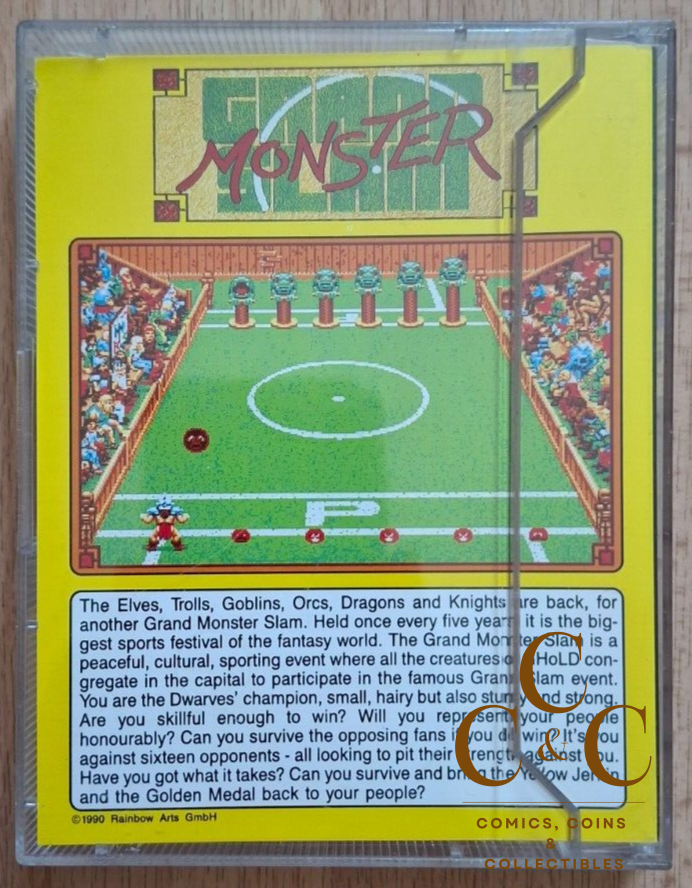 GRAND
MONSTER
SLAM
P
The Elves, Trolls, Goblins, Orcs, Dragons and Knights are back, for
another Grand Monster Slam. Held once every five years it is the big-
gest sports festival of the fantasy world. The Grand Monster Slam is a
peaceful, cultural, sporting event where all the creatures of GHoLD con-
gregate in the capital to participate in the famous Grand Slam event.
You are the Dwarves' champion, small, hairy but also sturdy and strong.
Are you skillful enough to win? Will you represent your people
honourably? Can you survive the opposing fans if you do win? It's you
against sixteen opponents - all looking to pit their strength against you.
Have you got what it takes? Can you survive and bring the Yellow
and the Golden Medal back to your people?
©1990 Rainbow Arts GmbH
C
C & C
COMICS, COINS
&
COLLECTIBLES